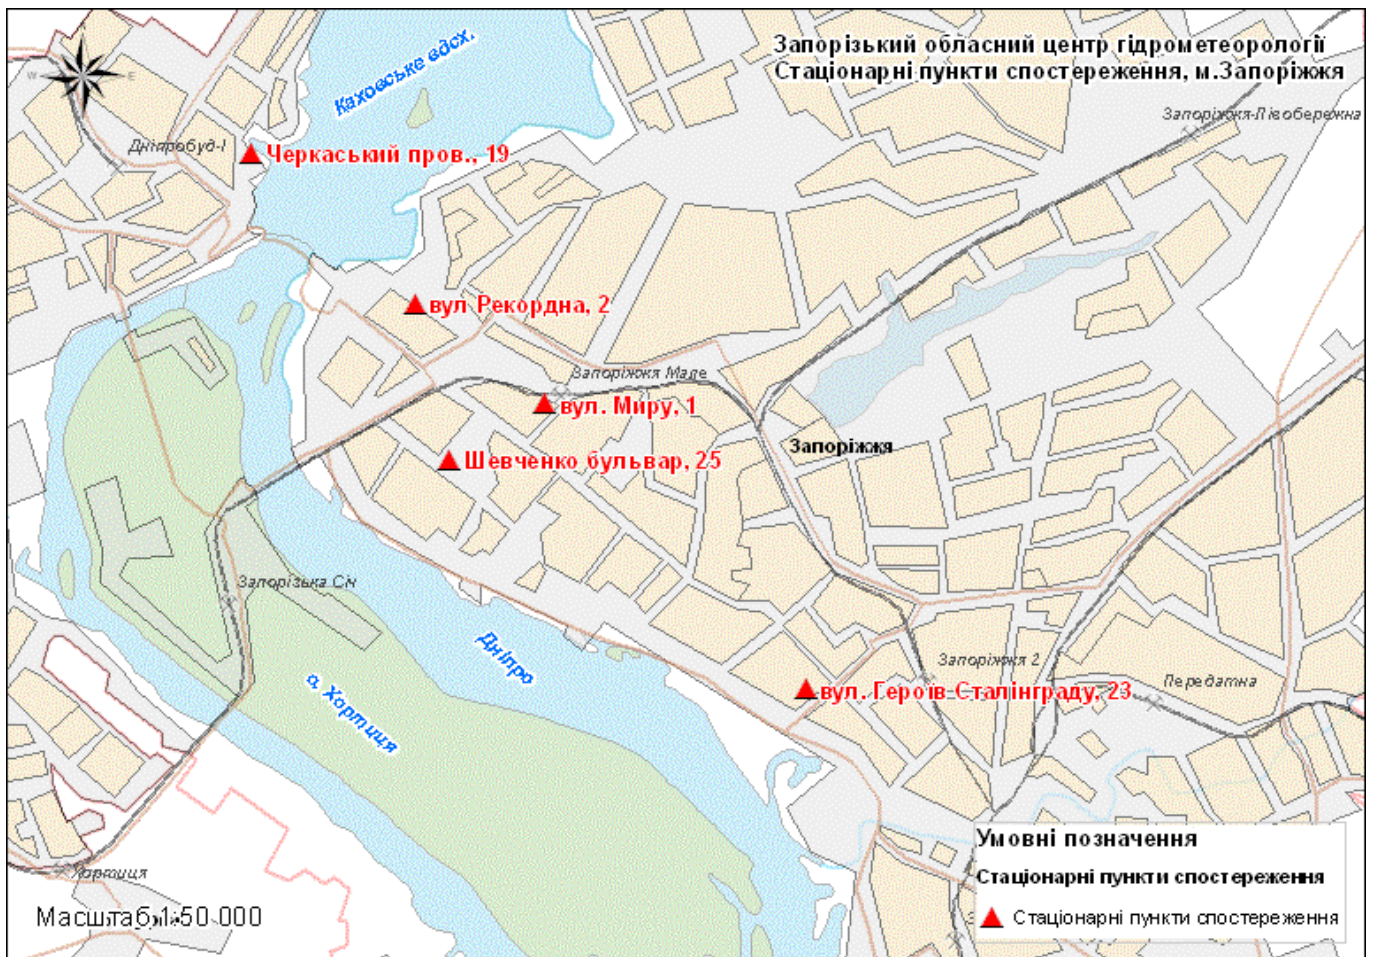 Запорізький обласний центр гідрометеорології
Стаціонарні пункти спостереження, м.Запоріжжя
Каховське вдсх.
W
E
Запоріжжя-Лівобережна
Дніпробуд-І
Черкаський пров., 19
вул Рекордна, 2
Запоріжжя Мале
вул. Миру, 1
Запоріжжя
Шевченко бульвар, 25
Запорізька Січ
Дніпро
о. Хортиця
Запоріжжя 2
Передатна
вул. Героїв Сталінграду, 23
Умовні позначення
Стаціонарні пункти спостереження
Стаціонарні пункти спостереження
Хортиця
Масштаб 1:50 000